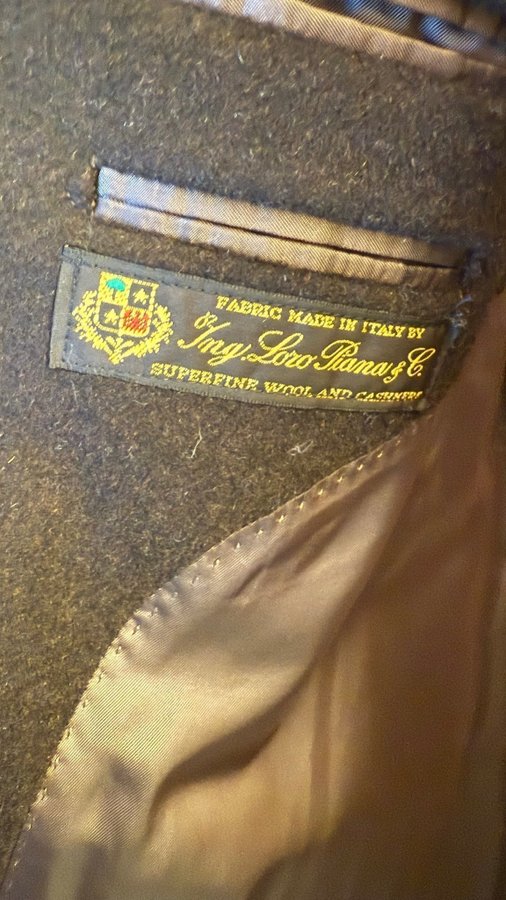 FABRIC MADE IN ITALY BY
Ing. Loro Piana & C.
SUPERFINE WOOL AND CASHMERE